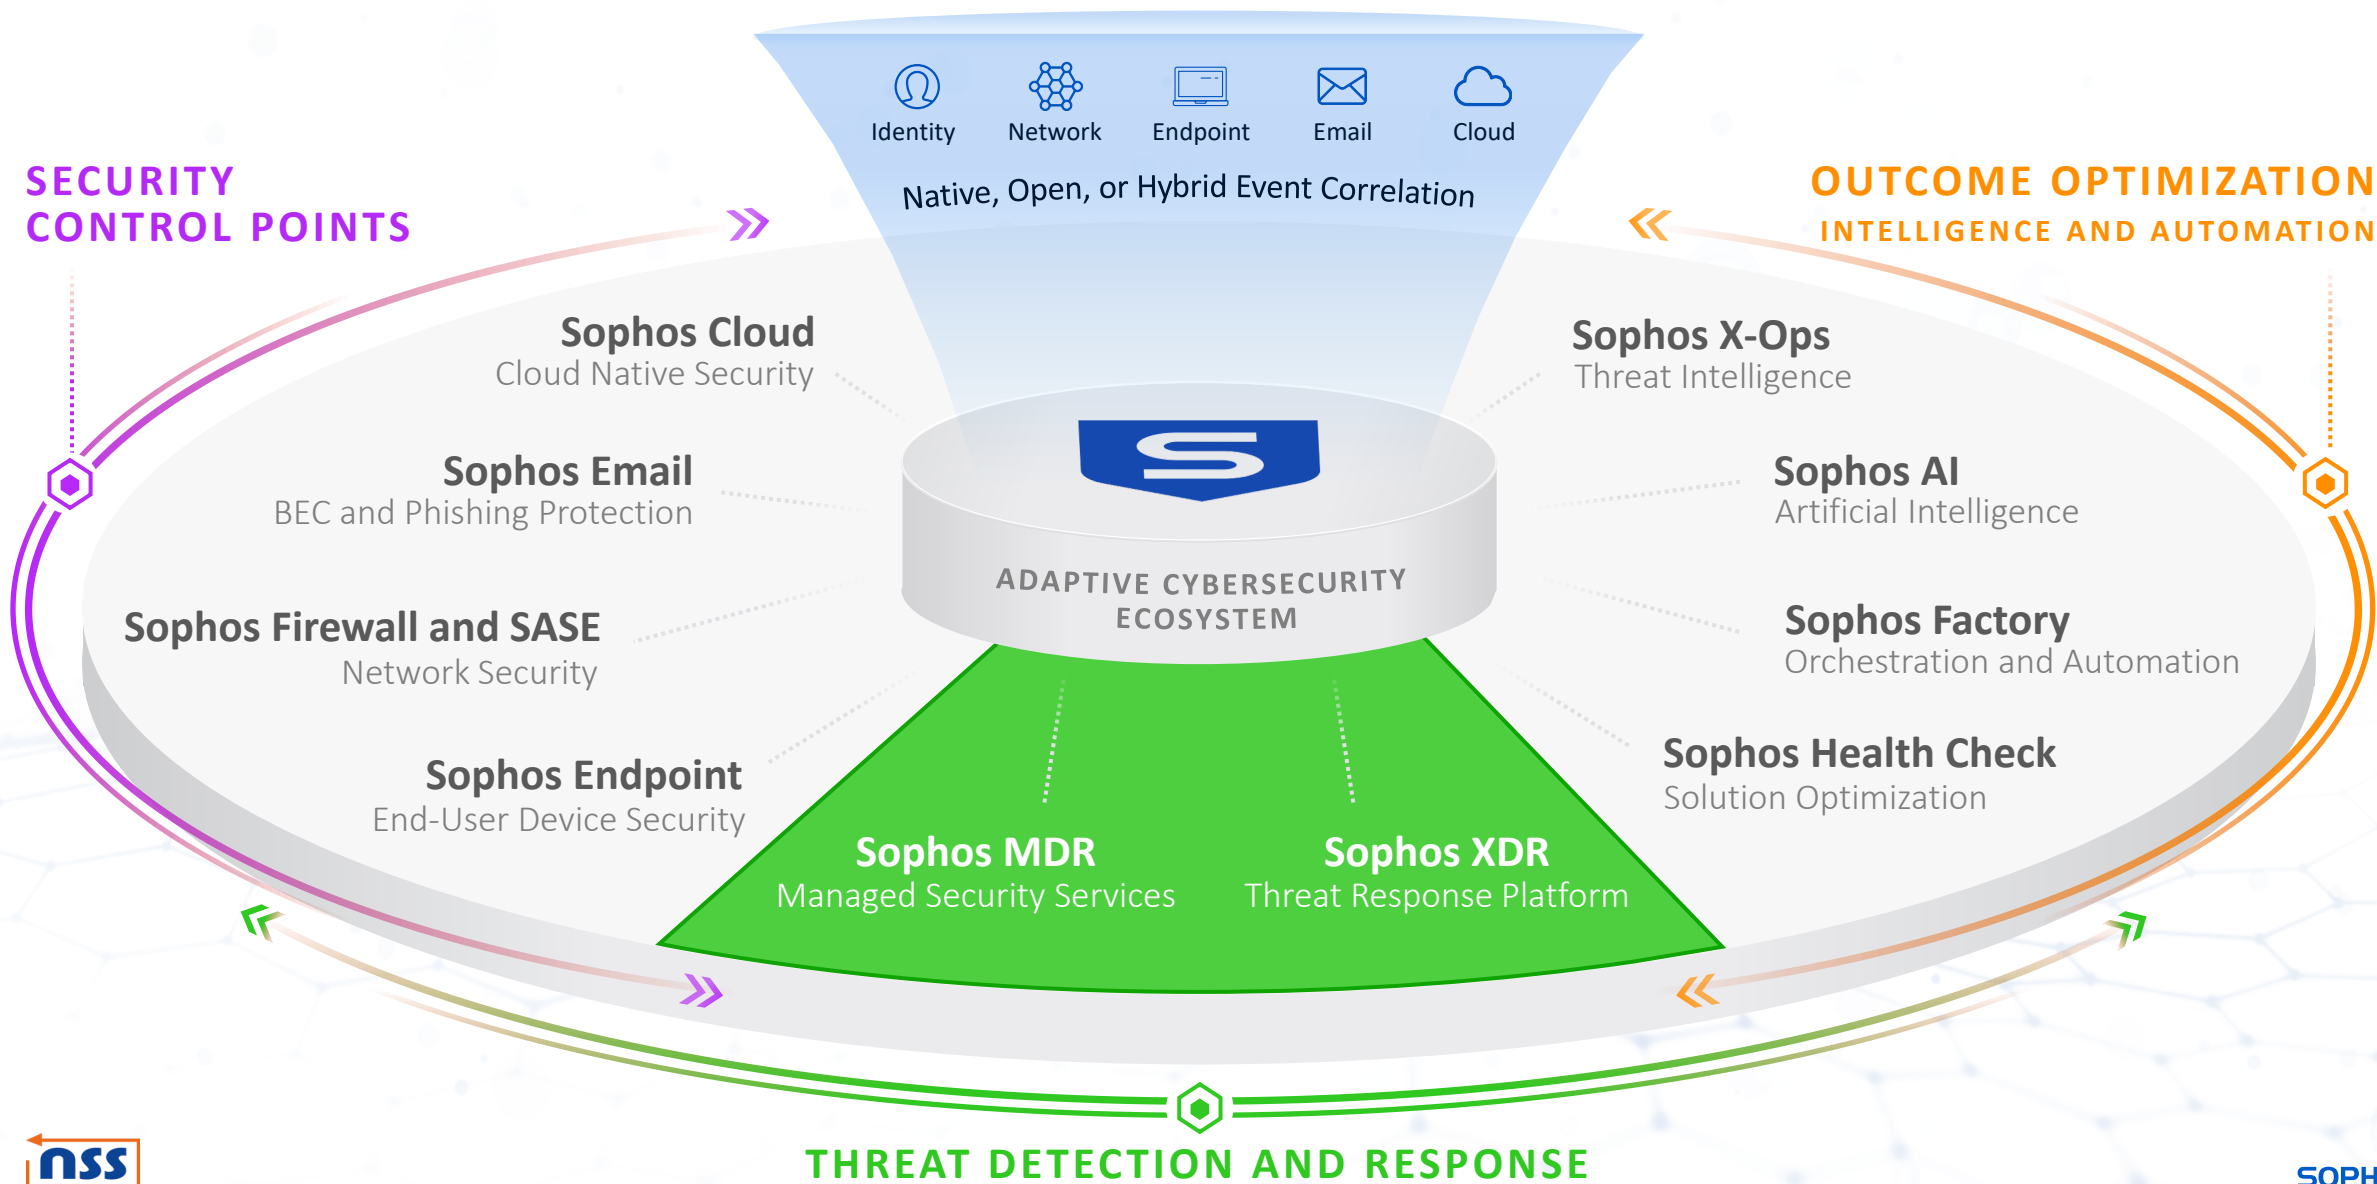 Identity
Network
Endpoint
Email
Cloud
Native, Open, or Hybrid Event Correlation
SECURITY
CONTROL POINTS
OUTCOME OPTIMIZATION
INTELLIGENCE AND AUTOMATION
Sophos Cloud
Cloud Native Security
Sophos Email
BEC and Phishing Protection
Sophos Firewall and SASE
Network Security
Sophos Endpoint
End-User Device Security
Sophos X-Ops
Threat Intelligence
Sophos AI
Artificial Intelligence
Sophos Factory
Orchestration and Automation
Sophos Health Check
Solution Optimization
S
ADAPTIVE CYBERSECURITY
ECOSYSTEM
Sophos MDR
Managed Security Services
Sophos XDR
Threat Response Platform
THREAT DETECTION AND RESPONSE
nss
SOPH